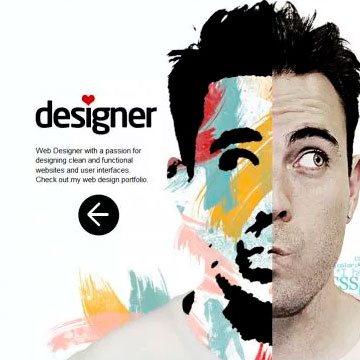 designer
Web Designer with a passion for
designing clean and functional
websites and user interfaces.
Check out my web design portfolio.